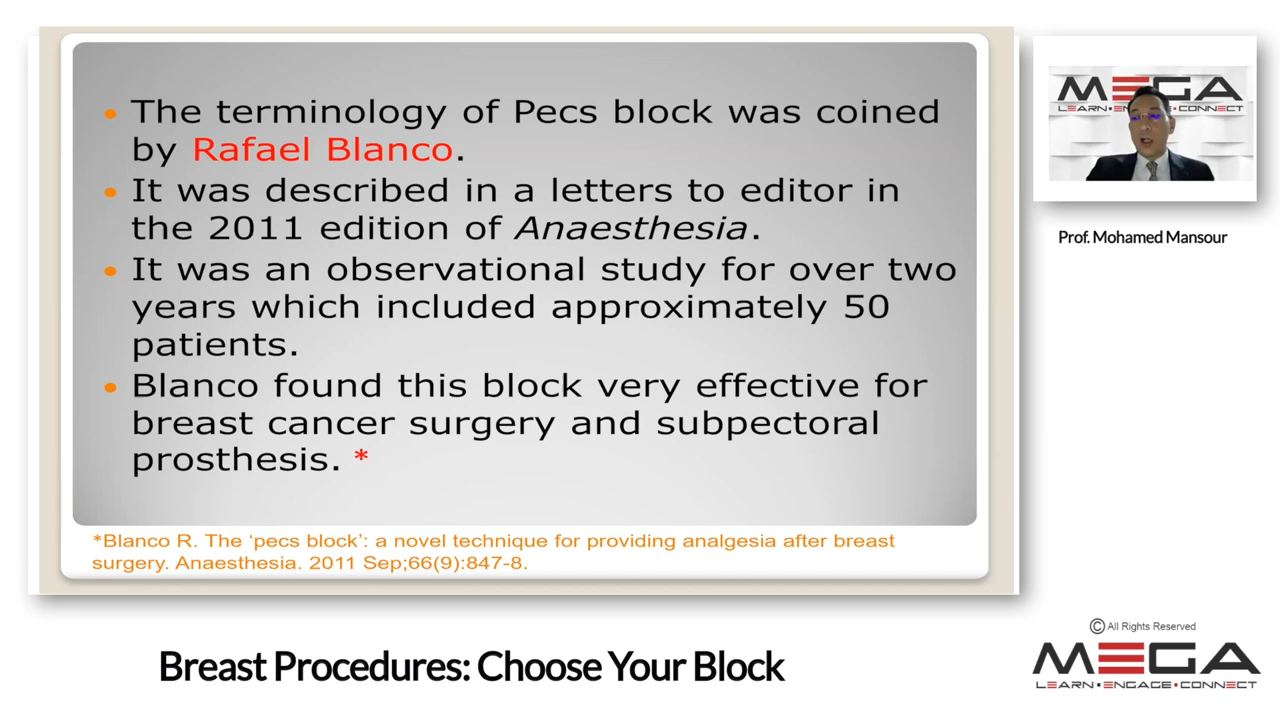 The terminology of Pecs block was coined
by Rafael Blanco.
It was described in a letters to editor in
the 2011 edition of Anaesthesia.
It was an observational study for over two
years which included approximately 50
patients.
Blanco found this block very effective for
breast cancer surgery and subpectoral
prosthesis. *
*Blanco R. The ‘pecs block’: a novel technique for providing analgesia after breast
surgery. Anaesthesia. 2011 Sep;66(9):847-8.
MEGA
LEARN•ENGAGE•CONNECT
Prof. Mohamed Mansour
Breast Procedures: Choose Your Block
© All Rights Reserved
MEGA
LEARN•ENGAGE•CONNECT